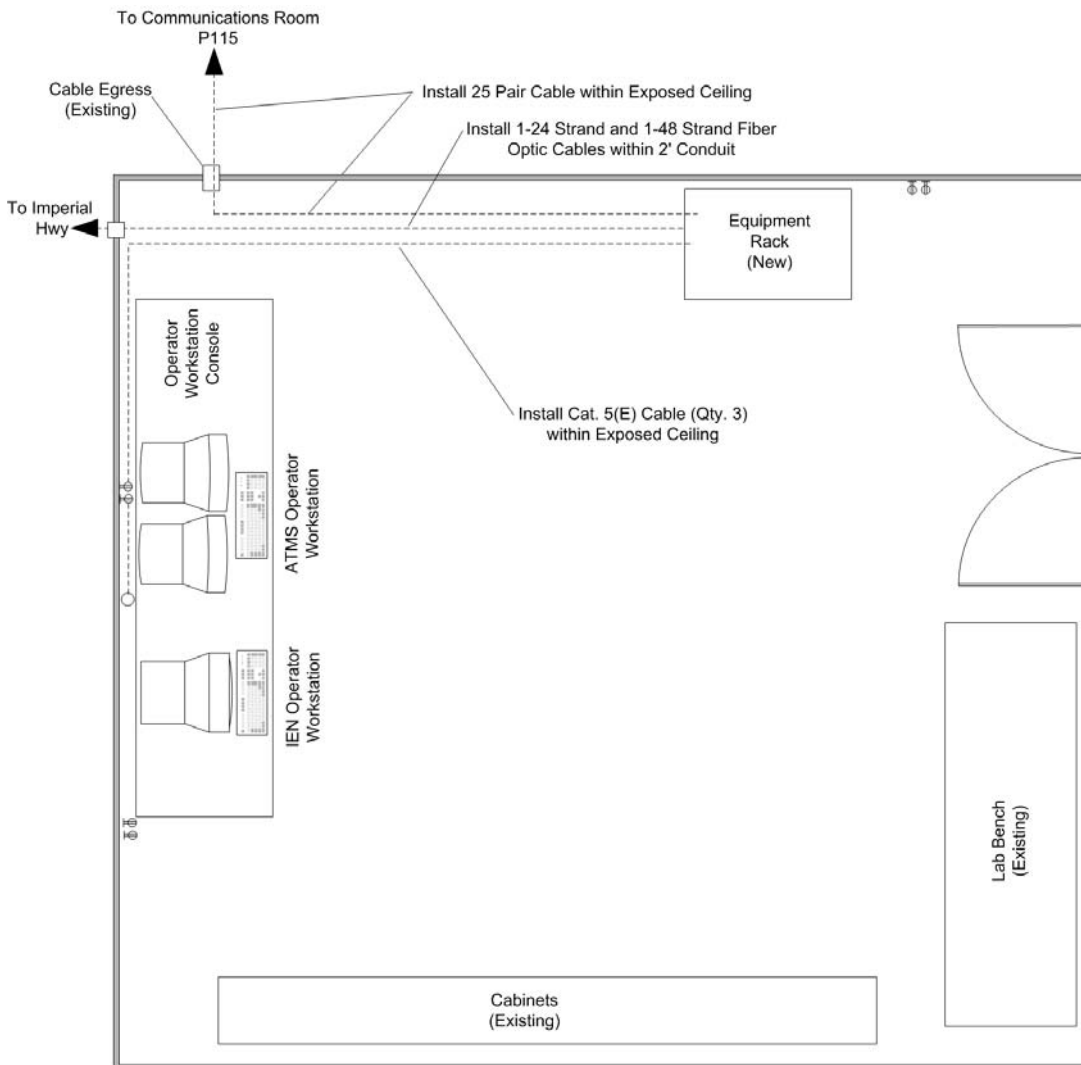 To Communications Room
P115
Cable Egress
(Existing)
Install 25 Pair Cable within Exposed Ceiling
Install 1-24 Strand and 1-48 Strand Fiber
Optic Cables within 2' Conduit
To Imperial
Hwy
Equipment
Rack
(New)
Operator
Workstation
Console
Install Cat. 5(E) Cable (Qty. 3)
within Exposed Ceiling
ATMS Operator
Workstation
IEN Operator
Workstation
Lab Bench
(Existing)
Cabinets
(Existing)